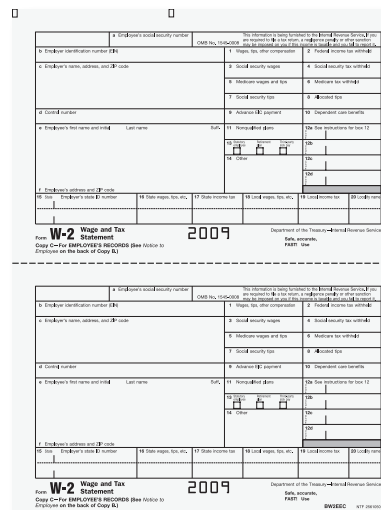 a Employee's social security number
OMB No. 1545-0008
This information is being furnished to the Internal Revenue Service. If you
are required to file a tax return, a negligence penalty or other sanction
may be imposed on you if this income is taxable and you fail to report it.
b Employer identification number (EIN)
1 Wages, tips, other compensation
2 Federal income tax withheld
c Employer's name, address, and ZIP code
3 Social security wages
4 Social security tax withheld
5 Medicare wages and tips
6 Medicare tax withheld
7 Social security tips
8 Allocated tips
d Control number
9 Advance EIC payment
10 Dependent care benefits
e Employee's first name and initial Last name Suff.
11 Nonqualified plans
12a See instructions for box 12
13 Statutory employee Retirement plan Third-party sick pay
12b
14 Other
12c
12d
f Employee's address and ZIP code
15 State Employer's state ID number
16 State wages, tips, etc.
17 State income tax
18 Local wages, tips, etc.
19 Local income tax
20 Locality name
Form W-2 Wage and Tax Statement
2009
Department of the Treasury—Internal Revenue Service
Safe, accurate,
FAST! Use
Copy C—For EMPLOYEE'S RECORDS (See Notice to
Employee on the back of Copy B.)
a Employee's social security number
OMB No. 1545-0008
This information is being furnished to the Internal Revenue Service. If you
are required to file a tax return, a negligence penalty or other sanction
may be imposed on you if this income is taxable and you fail to report it.
b Employer identification number (EIN)
1 Wages, tips, other compensation
2 Federal income tax withheld
c Employer's name, address, and ZIP code
3 Social security wages
4 Social security tax withheld
5 Medicare wages and tips
6 Medicare tax withheld
7 Social security tips
8 Allocated tips
d Control number
9 Advance EIC payment
10 Dependent care benefits
e Employee's first name and initial Last name Suff.
11 Nonqualified plans
12a See instructions for box 12
13 Statutory employee Retirement plan Third-party sick pay
12b
14 Other
12c
12d
f Employee's address and ZIP code
15 State Employer's state ID number
16 State wages, tips, etc.
17 State income tax
18 Local wages, tips, etc.
19 Local income tax
20 Locality name
Form W-2 Wage and Tax Statement
2009
Department of the Treasury—Internal Revenue Service
Safe, accurate,
FAST! Use
Copy C—For EMPLOYEE'S RECORDS (See Notice to
Employee on the back of Copy B.)
BW2EEC
NTF